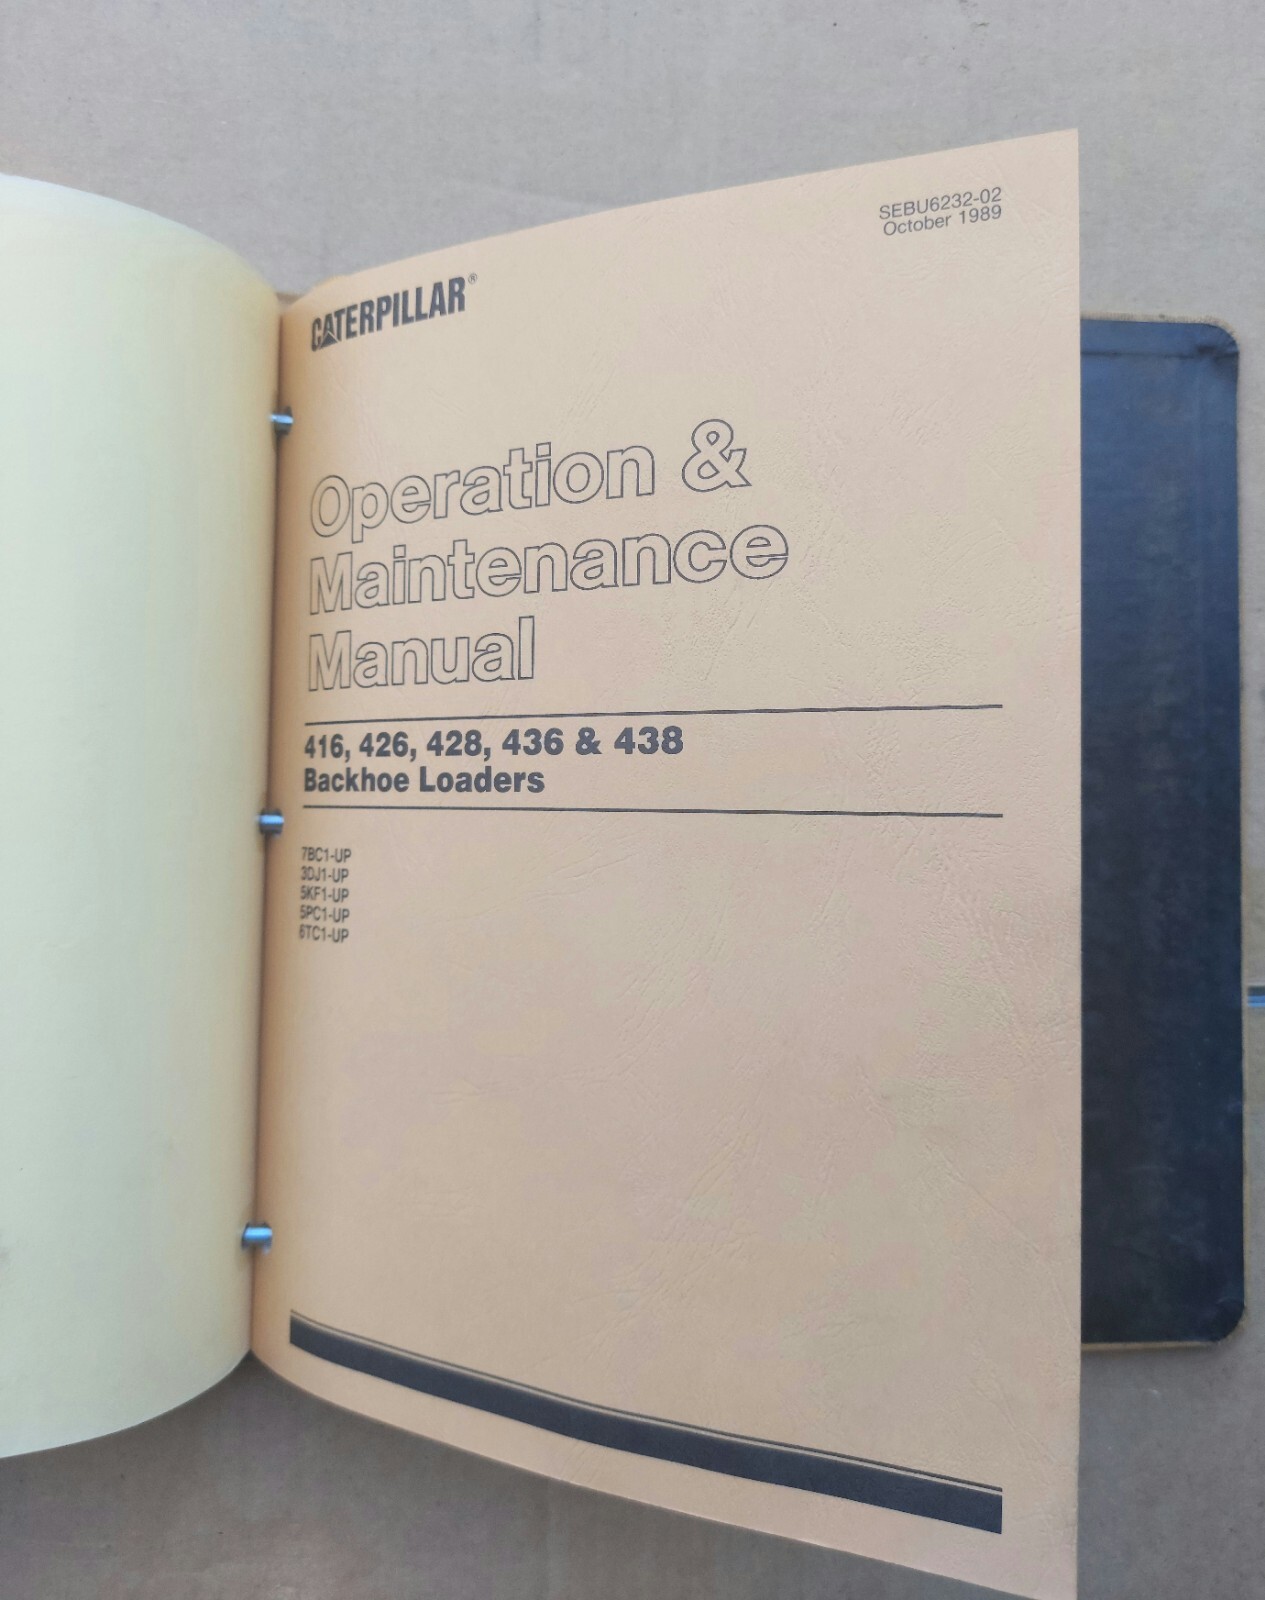 SEBU6232-02
October 1989
CATERPILLAR®
Operation &
Maintenance
Manual
416, 426, 428, 436 & 438
Backhoe Loaders
7BC1-UP
3DJ1-UP
5KF1-UP
5PC1-UP
6TC1-UP